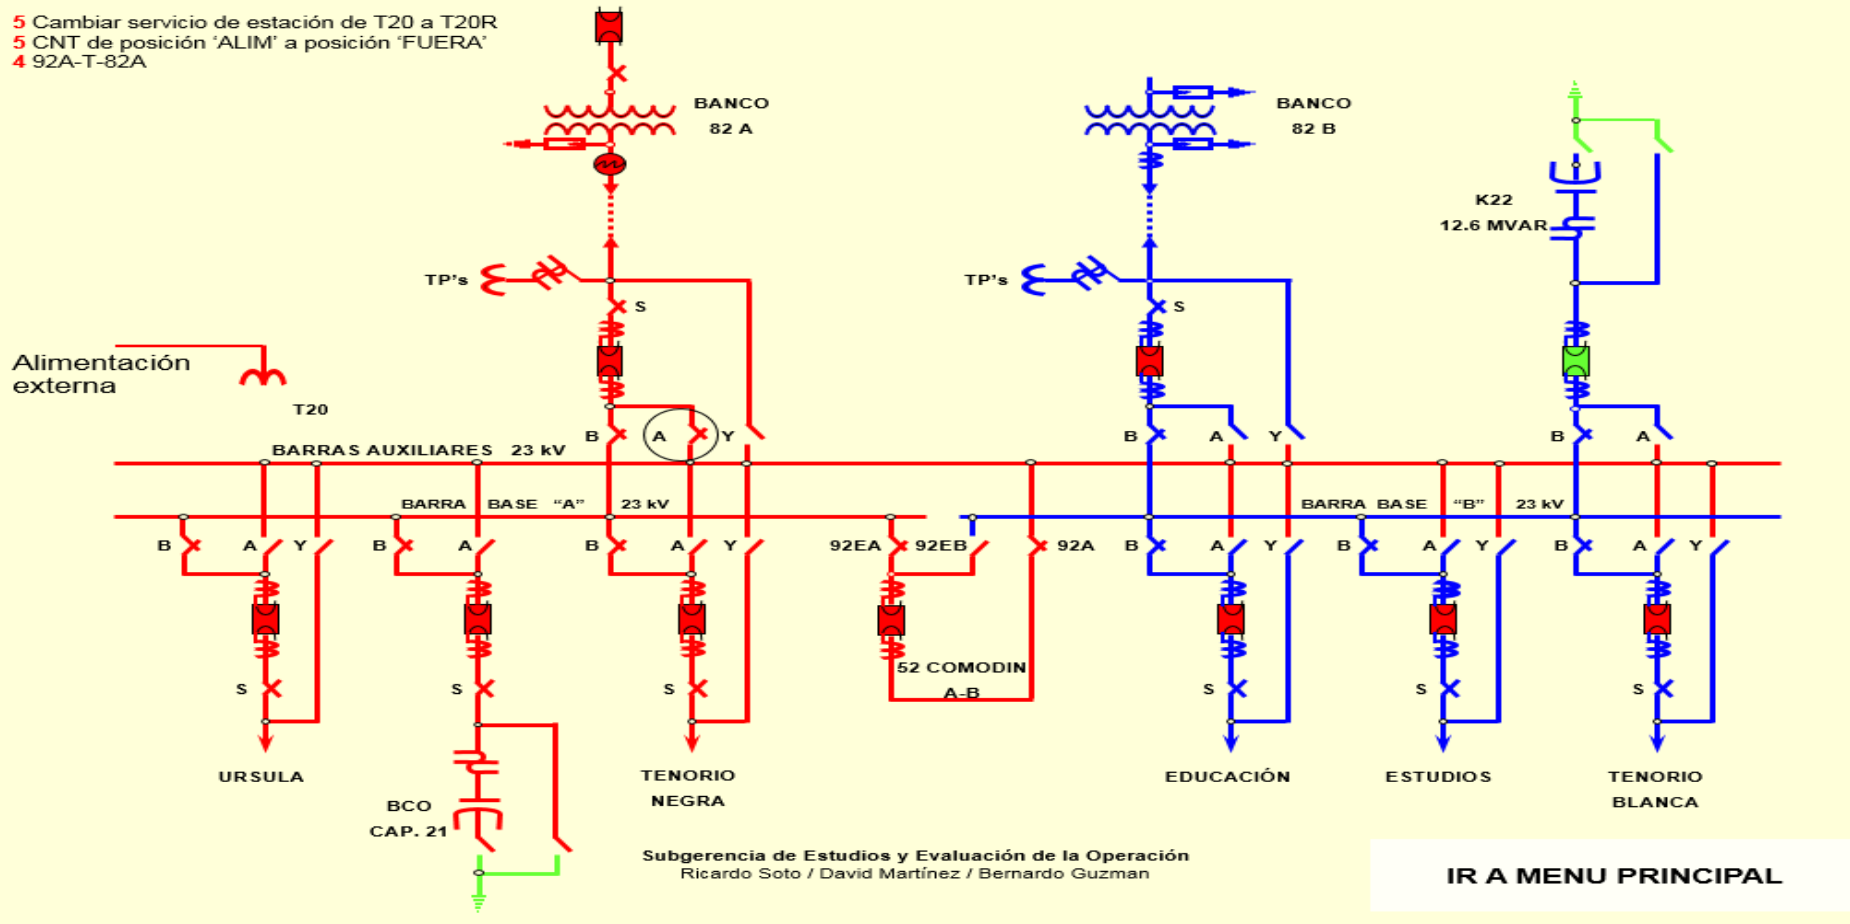 5 Cambiar servicio de estación de T20 a T20R
5 CNT de posición ‘ALIM’ a posición ‘FUERA’
4 92A-T-82A
BANCO
82 A
BANCO
82 B
K22
12.6 MVAR
TP’s
TP’s
S
S
Alimentación
externa
T20
B
A
Y
B
A
Y
B
A
BARRAS AUXILIARES 23 kV
BARRA BASE “A” 23 kV
BARRA BASE “B” 23 kV
B
A
Y
B
A
B
A
Y
92EA
92EB
92A
B
A
Y
B
A
Y
B
A
Y
52 COMODIN
A-B
S
S
S
S
S
S
URSULA
BCO
CAP. 21
TENORIO
NEGRA
EDUCACIÓN
ESTUDIOS
TENORIO
BLANCA
Subgerencia de Estudios y Evaluación de la Operación
Ricardo Soto / David Martínez / Bernardo Guzman
IR A MENU PRINCIPAL